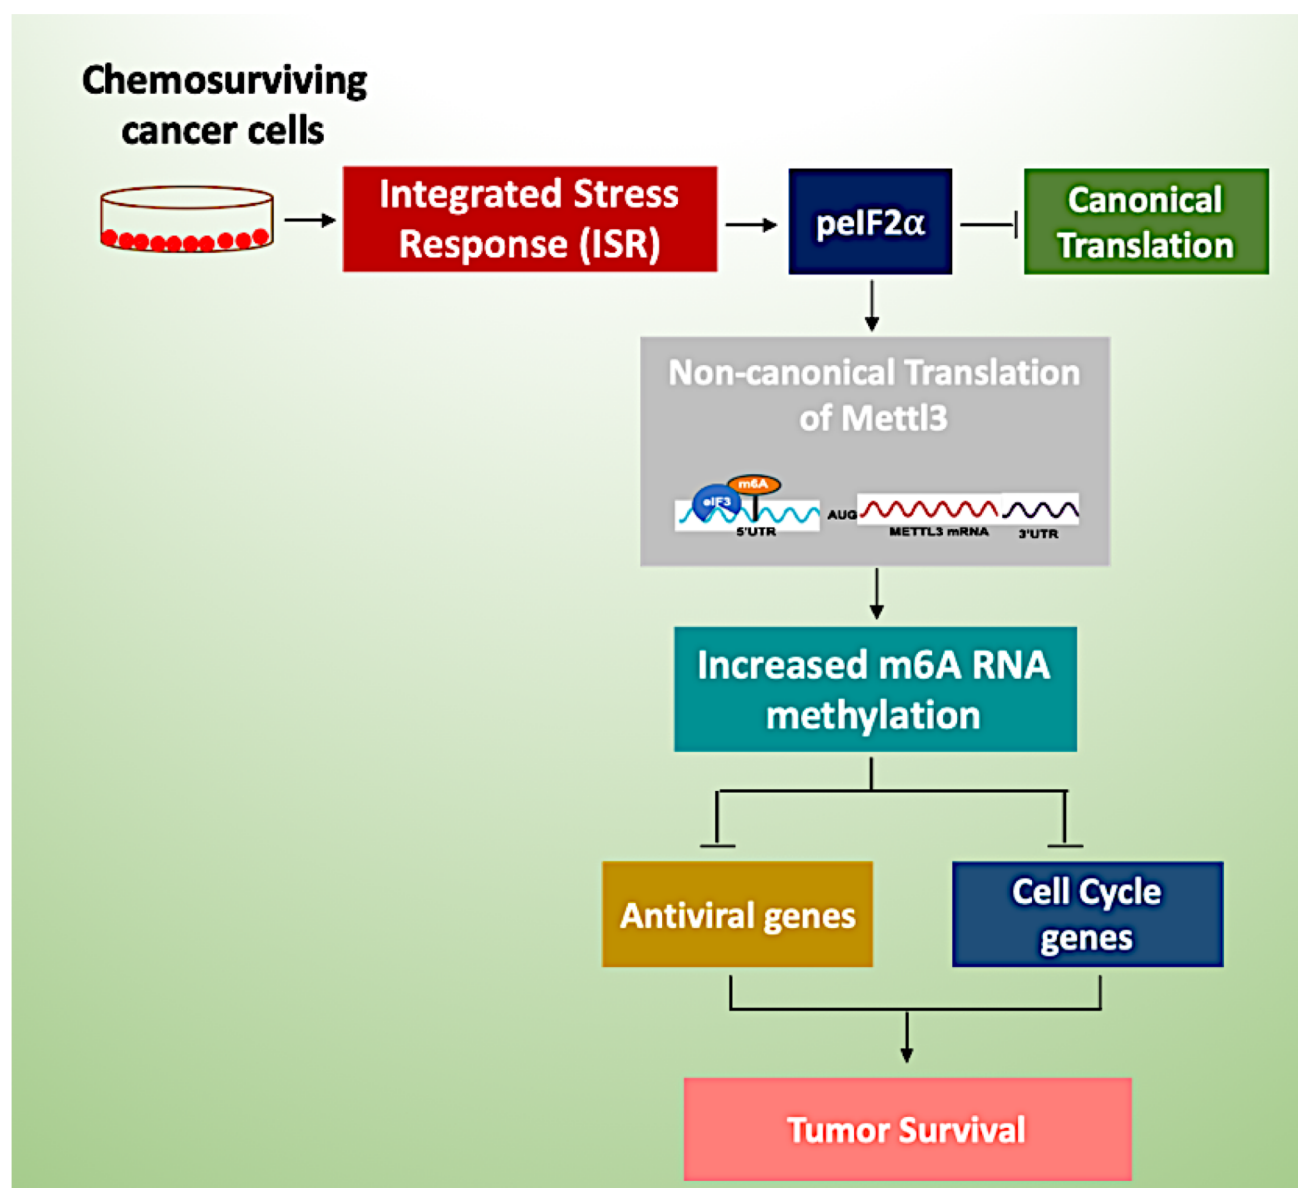 Chemosurviving
cancer cells
Integrated Stress
Response (ISR)
peIF2α
Canonical
Translation
Non-canonical Translation
of Mettl3
m6A
eIF3
5'UTR
AUG
METTL3 mRNA
3'UTR
Increased m6A RNA
methylation
Antiviral genes
Cell Cycle
genes
Tumor Survival